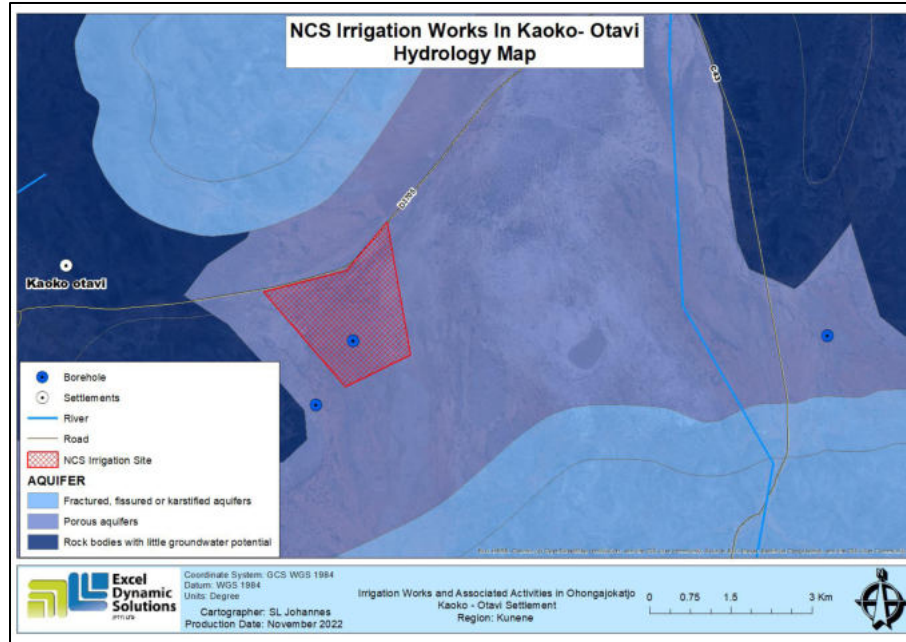 NCS Irrigation Works In Kaoko- Otavi
Hydrology Map
C43
Kaoko otavi
Borehole
Settlements
River
Road
NCS Irrigation Site
AQUIFER
Fractured, fissured or karstified aquifers
Porous aquifers
Rock bodies with little groundwater potential
Excel
Dynamic
Solutions
(PTY) LTD
Coordinate System: GCS WGS 1984
Datum: WGS 1984
Units: Degree
Cartographer: SL Johannes
Production Date: November 2022
Irrigation Works and Associated Activities in Ohongajokatjo
Kaoko - Otavi Settlement
Region: Kunene
0 0.75 1.5 3 Km